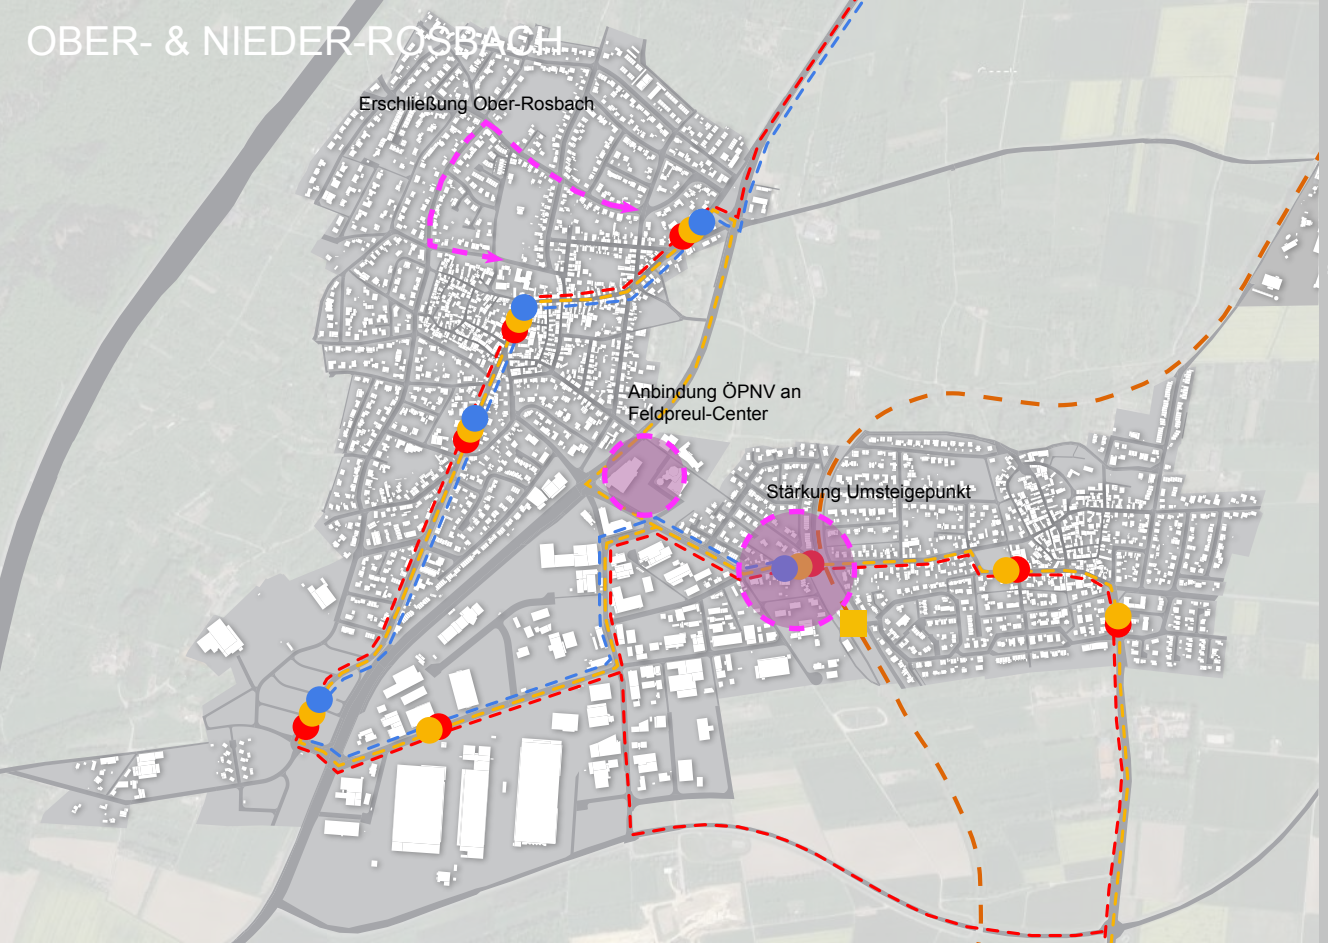 OBER- & NIEDER-ROSBACH
Erschließung Ober-Rosbach
Anbindung ÖPNV an
Feldpreul-Center
Stärkung Umsteigepunkt